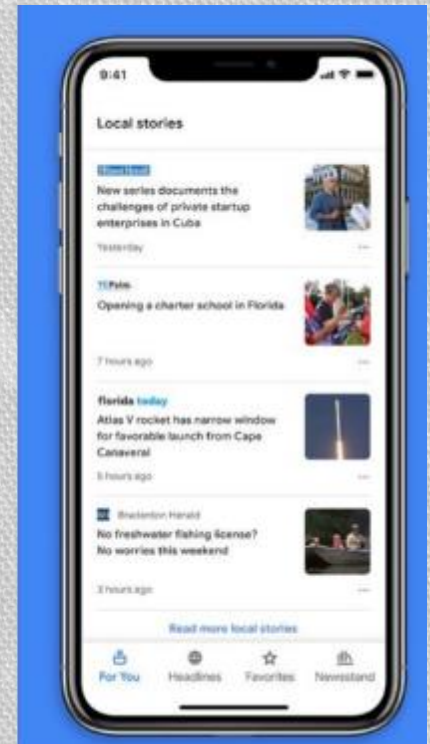 9:41
Local stories
Miami Herald
New series documents the
challenges of private startup
enterprises in Cuba
Yesterday
Opening a charter school in Florida
7 hours ago
florida today
Atlas V rocket has narrow window
for favorable launch from Cape
Canaveral
5 hours ago
Bradenton Herald
No freshwater fishing license?
No worries this weekend
3 hours ago
Read more local stories
For You
Headlines
Favorites
Newsstand